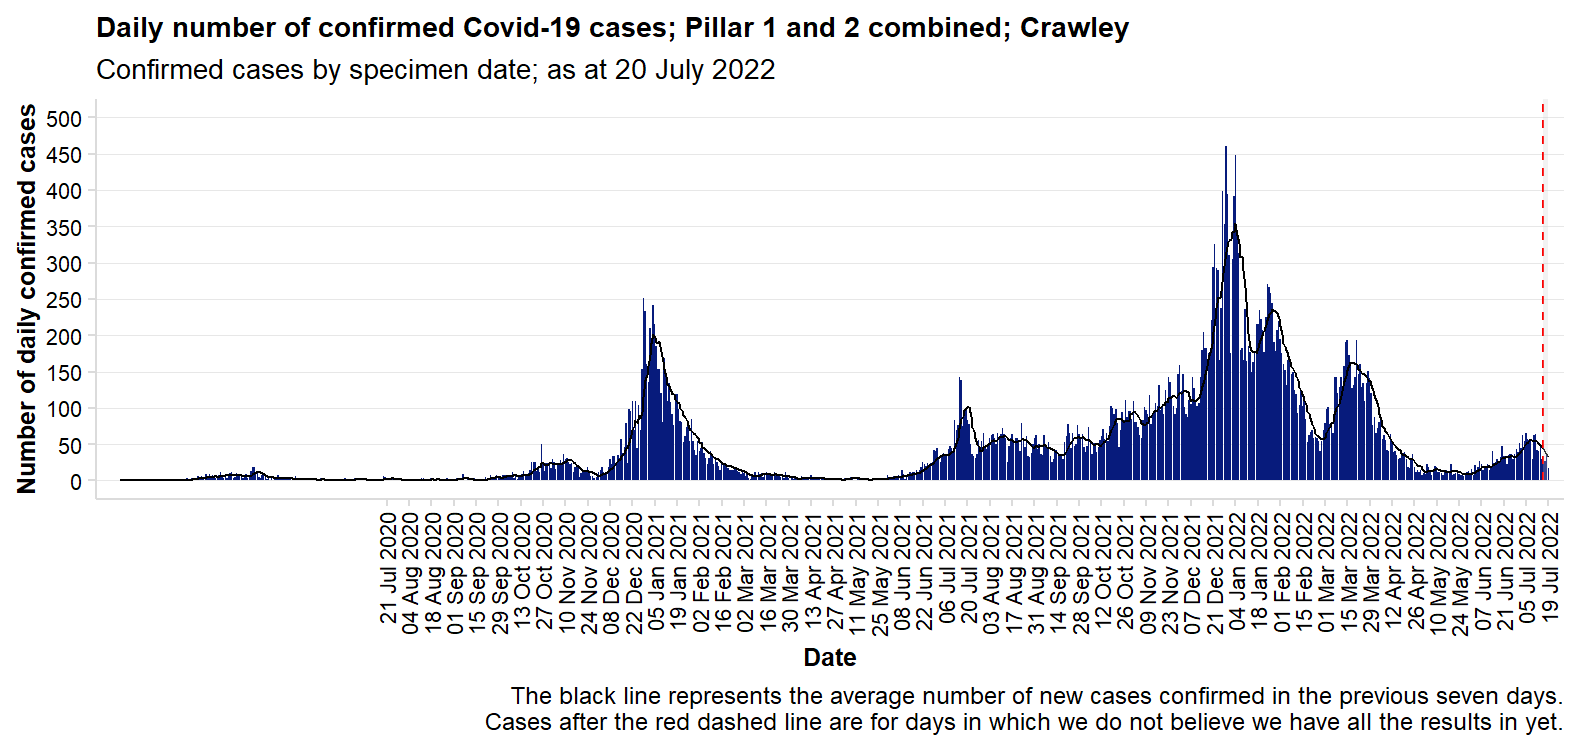 Daily number of confirmed Covid-19 cases; Pillar 1 and 2 combined; Crawley
Confirmed cases by specimen date; as at 20 July 2022
Number of daily confirmed cases
500
450
400
350
300
250
200
150
100
50
0
21 Jul 2020
04 Aug 2020
18 Aug 2020
01 Sep 2020
15 Sep 2020
29 Sep 2020
13 Oct 2020
27 Oct 2020
10 Nov 2020
24 Nov 2020
08 Dec 2020
22 Dec 2020
05 Jan 2021
19 Jan 2021
02 Feb 2021
16 Feb 2021
02 Mar 2021
16 Mar 2021
30 Mar 2021
13 Apr 2021
27 Apr 2021
11 May 2021
25 May 2021
08 Jun 2021
22 Jun 2021
06 Jul 2021
20 Jul 2021
03 Aug 2021
17 Aug 2021
31 Aug 2021
14 Sep 2021
28 Sep 2021
12 Oct 2021
26 Oct 2021
09 Nov 2021
23 Nov 2021
07 Dec 2021
21 Dec 2021
04 Jan 2022
18 Jan 2022
01 Feb 2022
15 Feb 2022
01 Mar 2022
15 Mar 2022
29 Mar 2022
12 Apr 2022
26 Apr 2022
10 May 2022
24 May 2022
07 Jun 2022
21 Jun 2022
05 Jul 2022
19 Jul 2022
Date
The black line represents the average number of new cases confirmed in the previous seven days.
Cases after the red dashed line are for days in which we do not believe we have all the results in yet.